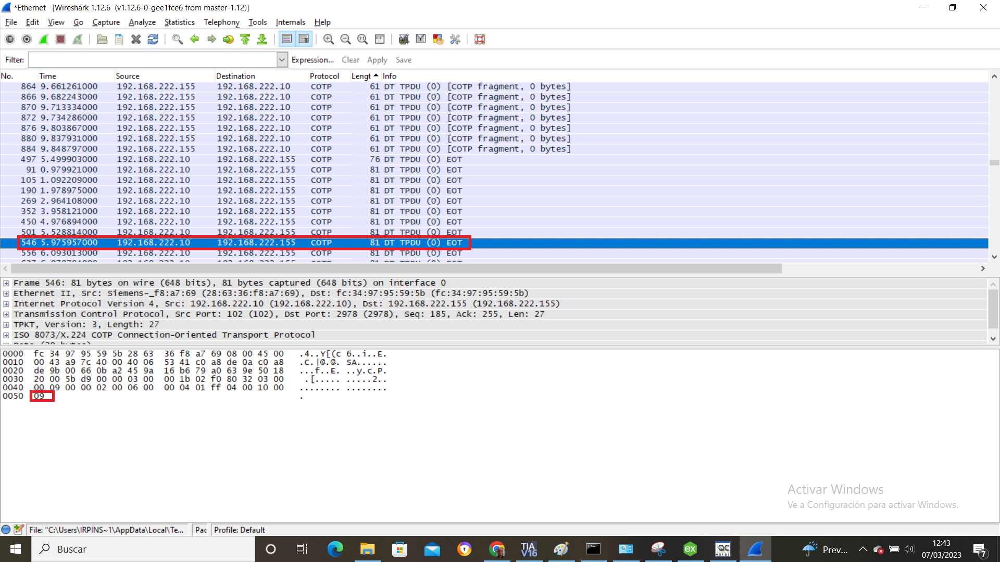 *Ethernet   [Wireshark 1.12.6  (v1.12.6-0-gee1fce6 from master-1.12)]
File Edit View Go Capture Analyze Statistics Telephony Tools Internals Help
Filter: Expression... Clear Apply Save
No. Time Source Destination Protocol Lengt Info
864 9.661261000 192.168.222.155 192.168.222.10 COTP 61 DT TPDU (0) [COTP fragment, 0 bytes]
866 9.682243000 192.168.222.155 192.168.222.10 COTP 61 DT TPDU (0) [COTP fragment, 0 bytes]
870 9.713334000 192.168.222.155 192.168.222.10 COTP 61 DT TPDU (0) [COTP fragment, 0 bytes]
872 9.734286000 192.168.222.155 192.168.222.10 COTP 61 DT TPDU (0) [COTP fragment, 0 bytes]
876 9.803867000 192.168.222.155 192.168.222.10 COTP 61 DT TPDU (0) [COTP fragment, 0 bytes]
880 9.837931000 192.168.222.155 192.168.222.10 COTP 61 DT TPDU (0) [COTP fragment, 0 bytes]
884 9.848797000 192.168.222.155 192.168.222.10 COTP 61 DT TPDU (0) [COTP fragment, 0 bytes]
497 5.499903000 192.168.222.10 192.168.222.155 COTP 76 DT TPDU (0) EOT
91 0.979921000 192.168.222.10 192.168.222.155 COTP 81 DT TPDU (0) EOT
105 1.092209000 192.168.222.10 192.168.222.155 COTP 81 DT TPDU (0) EOT
190 1.978975000 192.168.222.10 192.168.222.155 COTP 81 DT TPDU (0) EOT
269 2.964108000 192.168.222.10 192.168.222.155 COTP 81 DT TPDU (0) EOT
352 3.958121000 192.168.222.10 192.168.222.155 COTP 81 DT TPDU (0) EOT
450 4.976894000 192.168.222.10 192.168.222.155 COTP 81 DT TPDU (0) EOT
501 5.528814000 192.168.222.10 192.168.222.155 COTP 81 DT TPDU (0) EOT
546 5.975957000 192.168.222.10 192.168.222.155 COTP 81 DT TPDU (0) EOT
556 6.093013000 192.168.222.10 192.168.222.155 COTP 81 DT TPDU (0) EOT
Frame 546: 81 bytes on wire (648 bits), 81 bytes captured (648 bits) on interface 0
Ethernet II, Src: Siemens-_f8:a7:69 (28:63:36:f8:a7:69), Dst: fc:34:97:95:59:5b (fc:34:97:95:59:5b)
Internet Protocol Version 4, Src: 192.168.222.10 (192.168.222.10), Dst: 192.168.222.155 (192.168.222.155)
Transmission Control Protocol, Src Port: 102 (102), Dst Port: 2978 (2978), Seq: 185, Ack: 255, Len: 27
TPKT, Version: 3, Length: 27
ISO 8073/X.224 COTP Connection-Oriented Transport Protocol
0000 fc 34 97 95 59 5b 28 63 36 f8 a7 69 08 00 45 00 .4..Y[(c 6..i..E.
0010 00 43 a9 7c 40 00 40 06 53 41 c0 a8 de 0a c0 a8 .C.|@.@. SA......
0020 de 9b 00 66 0b a2 45 9a 16 b6 79 a0 63 9e 50 18 ...f..E. ..y.c.P.
0030 20 00 5b d9 00 00 03 00 00 1b 02 f0 80 32 03 00 .[..... .....2..
0040 00 09 00 00 02 00 06 00 00 04 01 ff 04 00 10 00 ........ ........
0050 09 .
Activar Windows
Ve a Configuración para activar Windows.
File: "C:\Users\IRPINS~1\AppData\Local\Te... Pac Profile: Default
Buscar
TIA V16
ex
QC
Prev...
12:43
07/03/2023
7